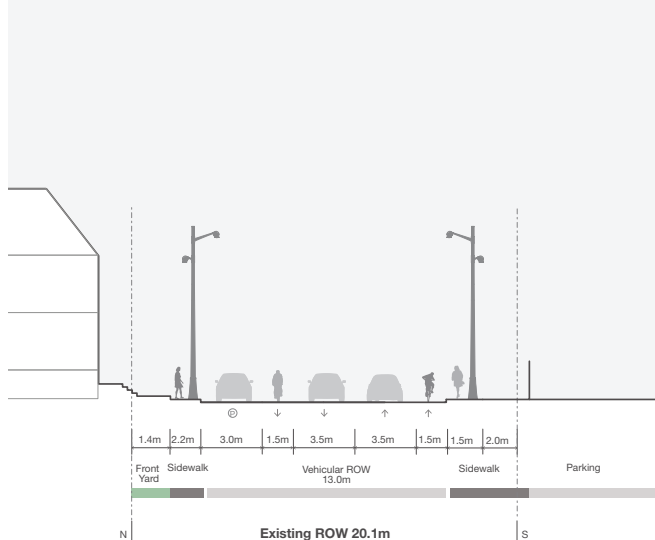 P
1.4m 2.2m 3.0m 1.5m 3.5m 3.5m 1.5m 1.5m 2.0m
Front Yard Sidewalk Vehicular ROW 13.0m Sidewalk Parking
N Existing ROW 20.1m S